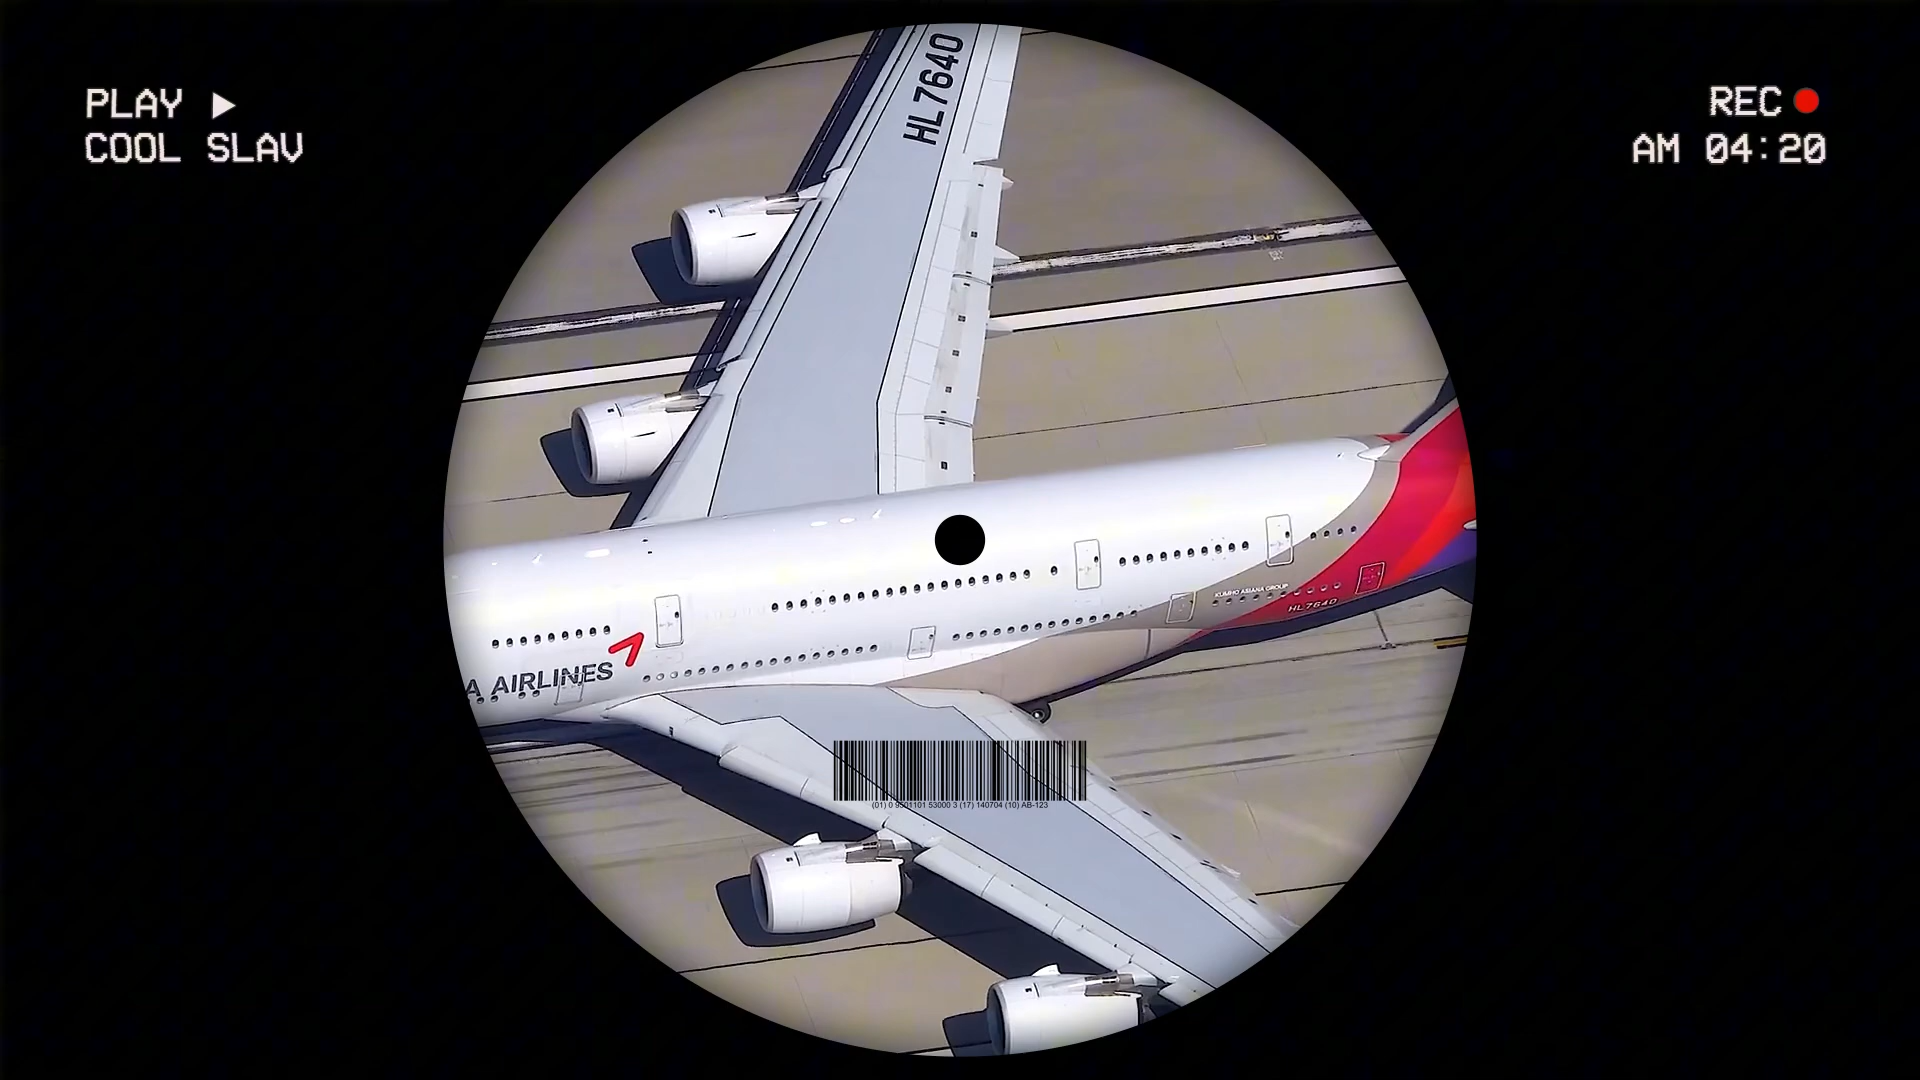 PLAY
COOL SLAV
REC
AM 04:20
HL7640
KUMHO ASIANA GROUP
HL7640
A AIRLINES
(01) 0 9501101 53000 3 (17) 140704 (10) AB-123